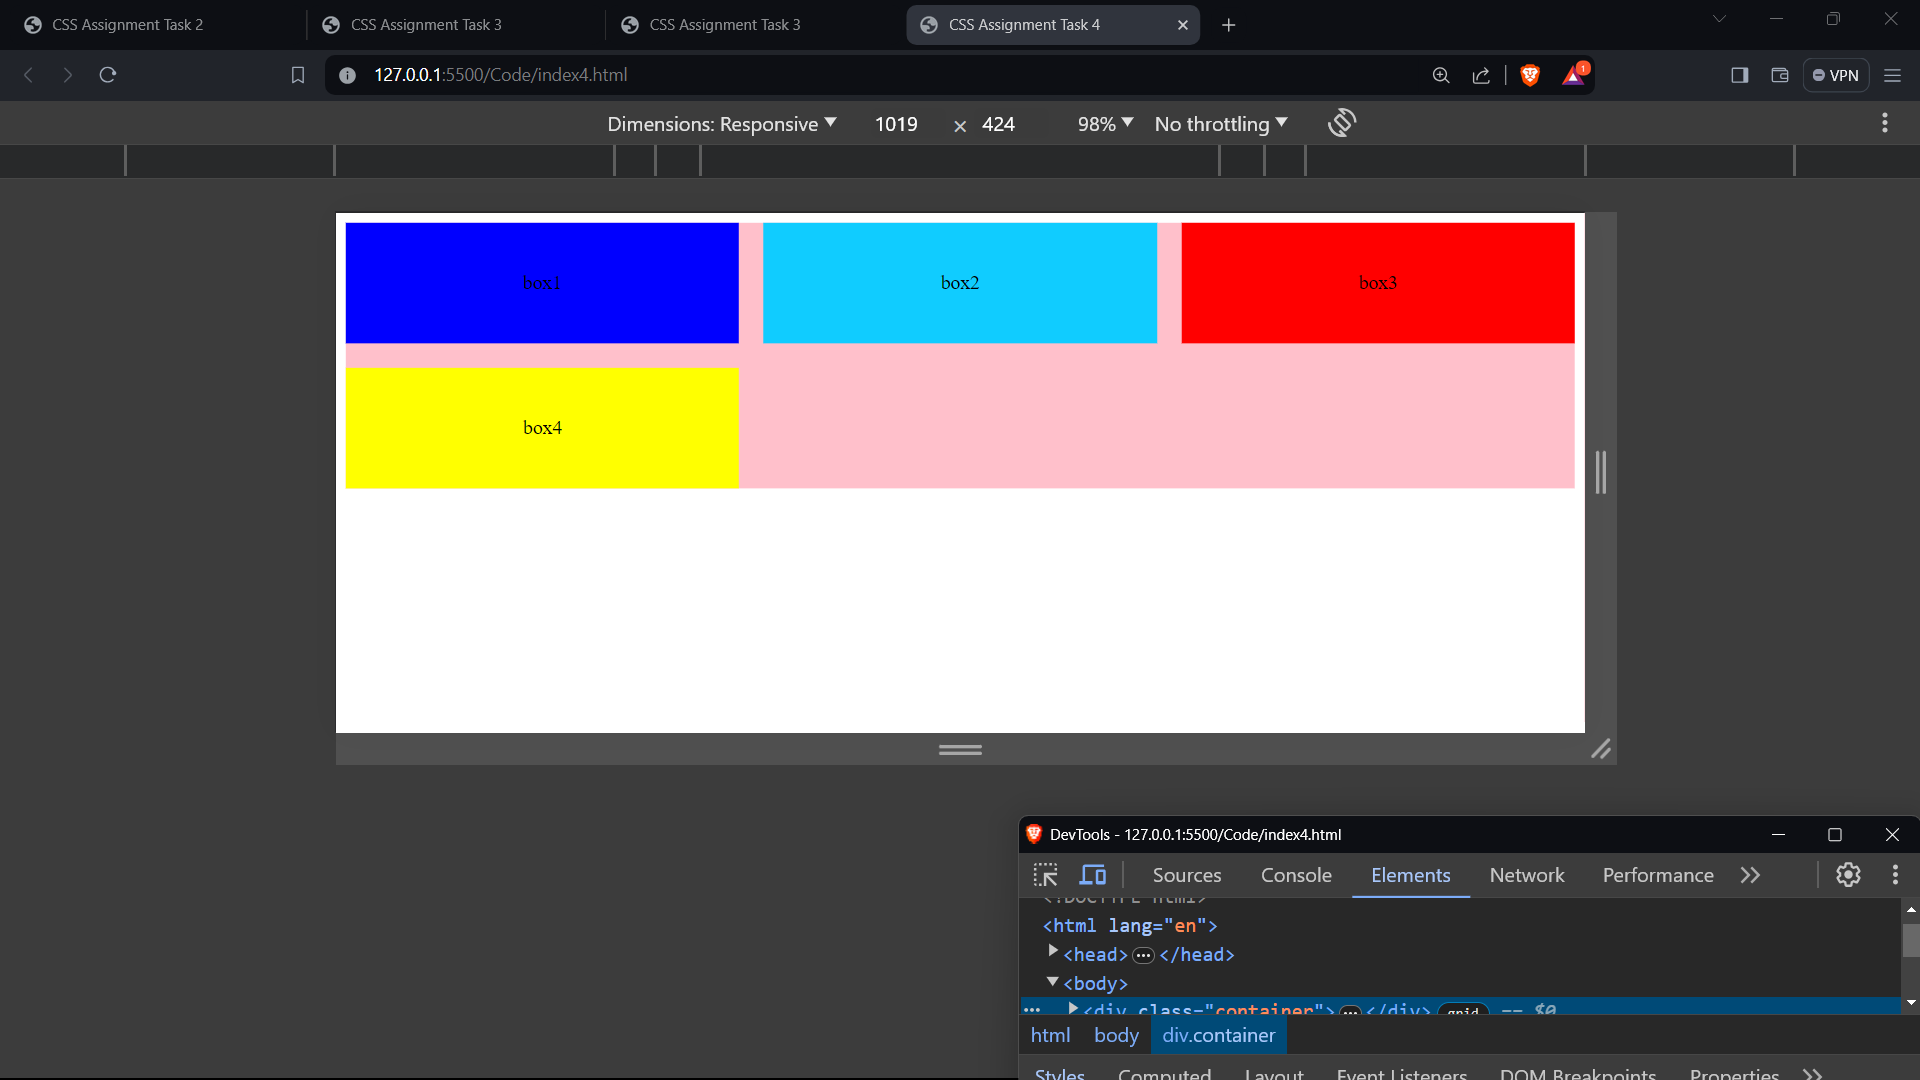 CSS Assignment Task 2
CSS Assignment Task 3
CSS Assignment Task 3
CSS Assignment Task 4
127.0.0.1:5500/Code/index4.html
1
VPN
Dimensions: Responsive 1019 × 424 98% No throttling
box1 box2 box3
box4
DevTools - 127.0.0.1:5500/Code/index4.html
Sources Console Elements Network Performance
<!DOCTYPE html>
<html lang="en">
<head>…</head>
<body>
… <div class="container">…</div> grid == $0
html body div.container
Styles Computed Layout Event Listeners DOM Breakpoints Properties